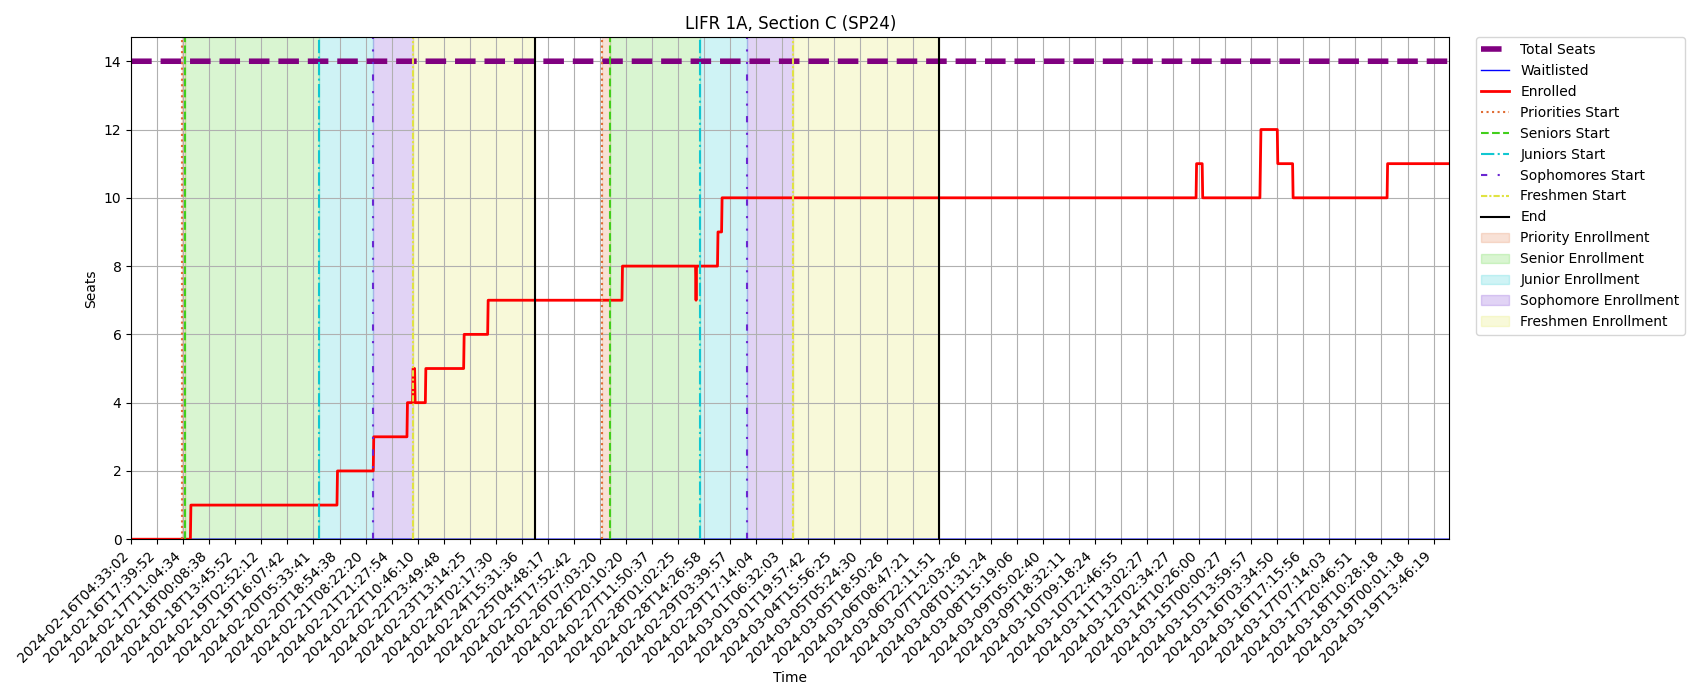 LIFR 1A, Section C (SP24)
Seats
14
12
10
8
6
4
2
0
2024-02-16T04:33:02
2024-02-16T17:39:52
2024-02-17T11:04:34
2024-02-18T00:08:38
2024-02-18T13:45:52
2024-02-19T02:52:12
2024-02-19T16:07:42
2024-02-20T05:33:41
2024-02-20T18:54:38
2024-02-21T08:22:20
2024-02-21T21:27:54
2024-02-22T10:46:10
2024-02-22T23:49:48
2024-02-23T13:14:25
2024-02-24T02:17:30
2024-02-24T15:31:36
2024-02-25T04:48:17
2024-02-25T17:52:42
2024-02-26T07:03:20
2024-02-26T20:10:20
2024-02-27T11:50:37
2024-02-28T01:02:25
2024-02-28T14:26:58
2024-02-29T03:39:57
2024-02-29T17:14:04
2024-03-01T06:32:03
2024-03-01T19:57:42
2024-03-04T15:56:25
2024-03-05T05:24:30
2024-03-05T18:50:26
2024-03-06T08:47:21
2024-03-06T22:11:51
2024-03-07T12:03:26
2024-03-08T01:31:24
2024-03-08T15:19:06
2024-03-09T05:02:40
2024-03-09T18:32:11
2024-03-10T09:18:24
2024-03-10T22:46:55
2024-03-11T13:02:27
2024-03-12T02:34:27
2024-03-14T10:26:00
2024-03-15T00:00:27
2024-03-15T13:59:57
2024-03-16T03:34:50
2024-03-16T17:15:56
2024-03-17T07:14:03
2024-03-17T20:46:51
2024-03-18T10:28:18
2024-03-19T00:01:18
2024-03-19T13:46:19
Time
Total Seats
Waitlisted
Enrolled
Priorities Start
Seniors Start
Juniors Start
Sophomores Start
Freshmen Start
End
Priority Enrollment
Senior Enrollment
Junior Enrollment
Sophomore Enrollment
Freshmen Enrollment